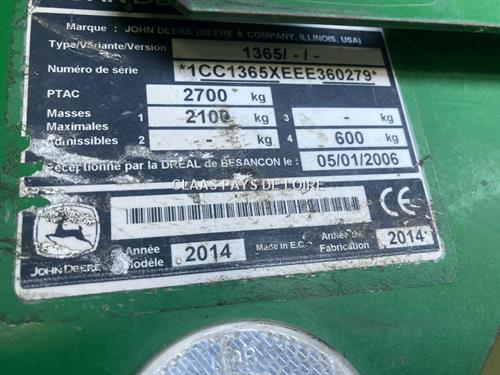 Marque : JOHN DEERE (DEERE & COMPANY, ILLINOIS, USA)
Type/Variante/Version 1365/ - / -
Numéro de série *1CC1365XEEE360279*
PTAC 2700 kg
Masses 1 2100 kg 3 - kg
Maximales
Admissibles 2 - kg 4 600 kg
Réceptionné par la DREAL de BESANCON le : 05/01/2006
CLAAS PAYS DE LOIRE
CE
JOHN DEERE
Année Modèle 2014 Made in E.C. Année de Fabrication 2014